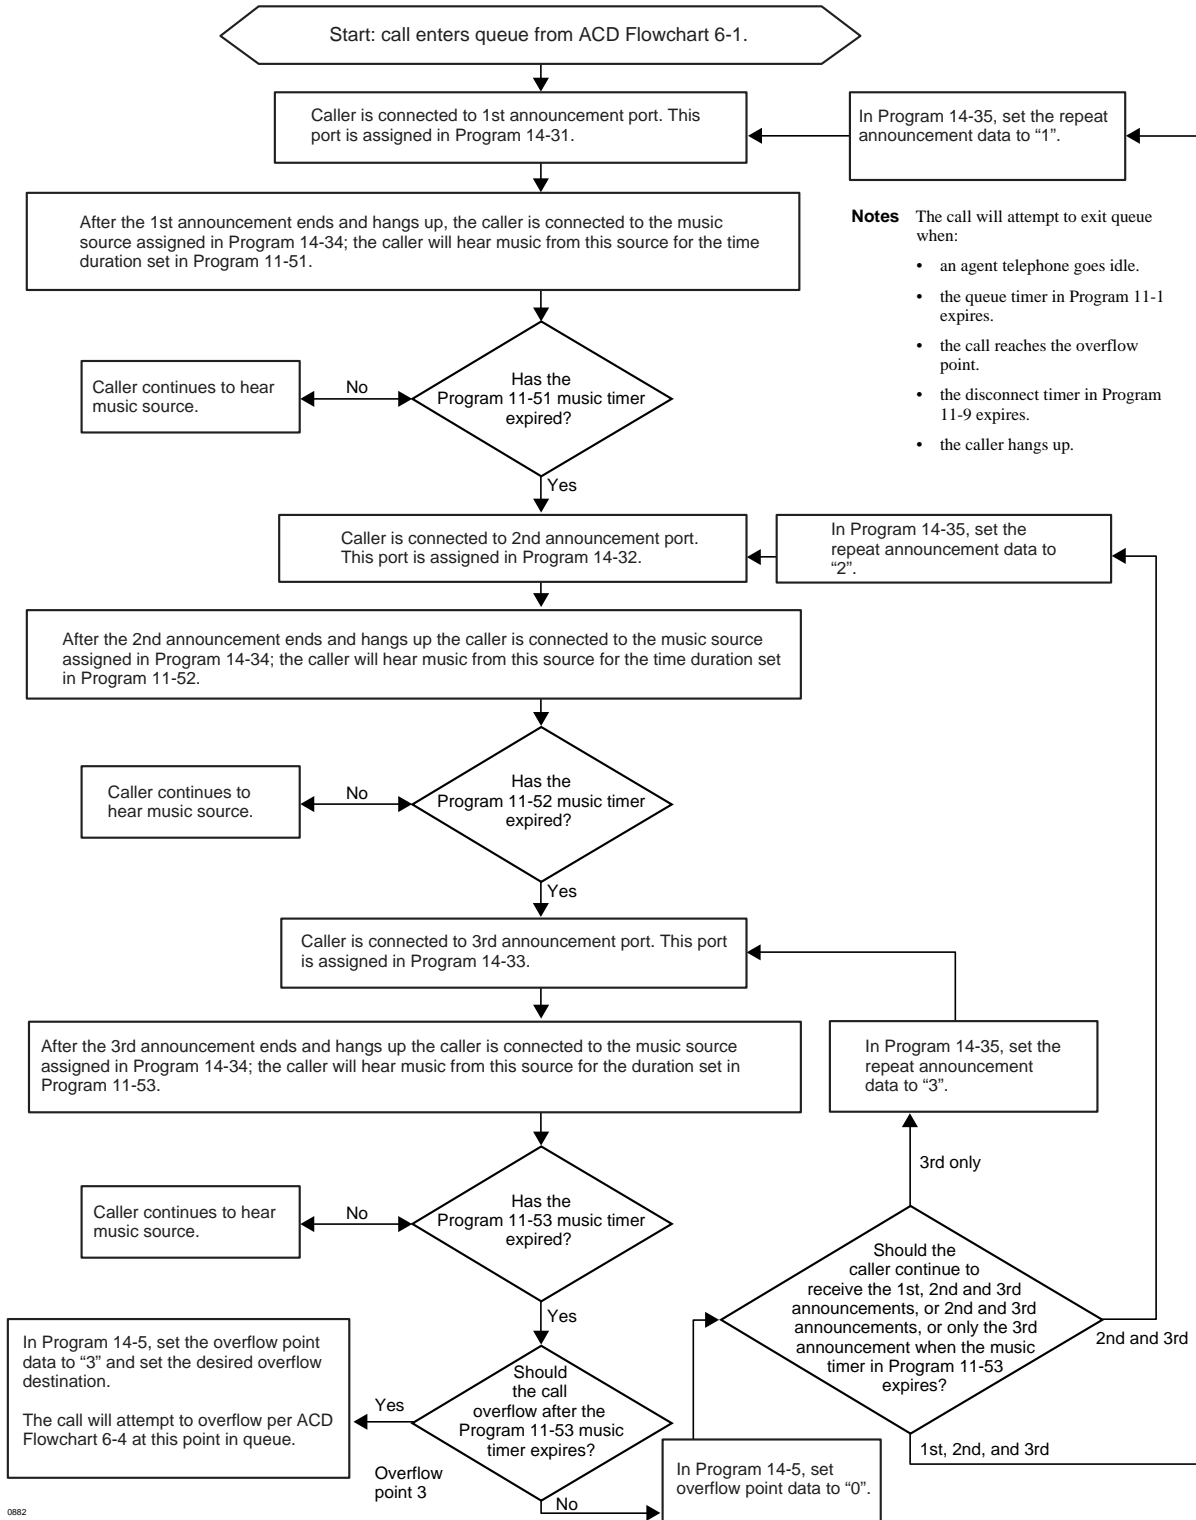 Start: call enters queue from ACD Flowchart 6-1.
Caller is connected to 1st announcement port. This
port is assigned in Program 14-31.
In Program 14-35, set the repeat
announcement data to “1”.
After the 1st announcement ends and hangs up, the caller is connected to the music
source assigned in Program 14-34; the caller will hear music from this source for the time
duration set in Program 11-51.
Notes The call will attempt to exit queue
when:
• an agent telephone goes idle.
• the queue timer in Program 11-1
expires.
• the call reaches the overflow
point.
• the disconnect timer in Program
11-9 expires.
• the caller hangs up.
Has the
Program 11-51 music timer
expired?
No
Caller continues to hear
music source.
Yes
Caller is connected to 2nd announcement port.
This port is assigned in Program 14-32.
In Program 14-35, set the
repeat announcement data to
“2”.
After the 2nd announcement ends and hangs up the caller is connected to the music source
assigned in Program 14-34; the caller will hear music from this source for the time duration set
in Program 11-52.
Has the
Program 11-52 music timer
expired?
No
Caller continues to
hear music source.
Yes
Caller is connected to 3rd announcement port. This port
is assigned in Program 14-33.
After the 3rd announcement ends and hangs up the caller is connected to the music source
assigned in Program 14-34; the caller will hear music from this source for the duration set in
Program 11-53.
In Program 14-35, set the
repeat announcement
data to “3”.
3rd only
Has the
Program 11-53 music timer
expired?
No
Caller continues to hear
music source.
Yes
Should the
caller continue to
receive the 1st, 2nd and 3rd
announcements, or 2nd and 3rd
announcements, or only the 3rd
announcement when the music
timer in Program 11-53
expires?
2nd and 3rd
1st, 2nd, and 3rd
Should
the call
overflow after the
Program 11-53 music
timer expires?
Yes
In Program 14-5, set the overflow point
data to “3” and set the desired overflow
destination.
The call will attempt to overflow per ACD
Flowchart 6-4 at this point in queue.
Overflow
point 3
No
In Program 14-5, set
overflow point data to “0”.
0882